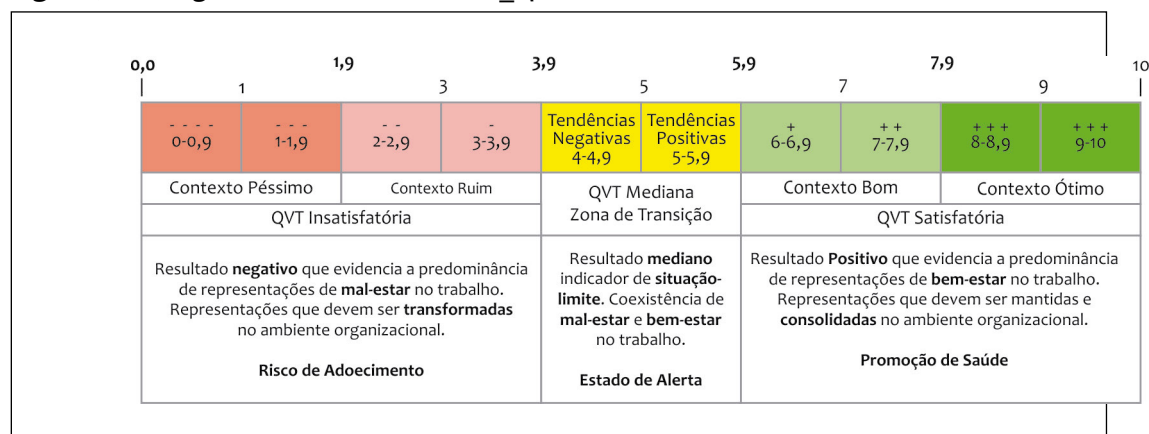 0,0 1,9 3,9 5,9 7,9 10
1 3 5 7 9
- - - - - - - - - - Tendências Tendências + + + + + + + + +
0-0,9 1-1,9 2-2,9 3-3,9 Negativas Positivas 6-6,9 7-7,9 8-8,9 9-10
4-4,9 5-5,9
Contexto Péssimo Contexto Ruim QVT Mediana Contexto Bom Contexto Ótimo
QVT Insatisfatória Zona de Transição QVT Satisfatória
Resultado negativo que evidencia a predominância
de representações de mal-estar no trabalho.
Representações que devem ser transformadas
no ambiente organizacional.
Risco de Adoecimento
Resultado mediano
indicador de situação-
limite. Coexistência de
mal-estar e bem-estar
no trabalho.
Estado de Alerta
Resultado Positivo que evidencia a predominância
de representações de bem-estar no trabalho.
Representações que devem ser mantidas e
consolidadas no ambiente organizacional.
Promoção de Saúde